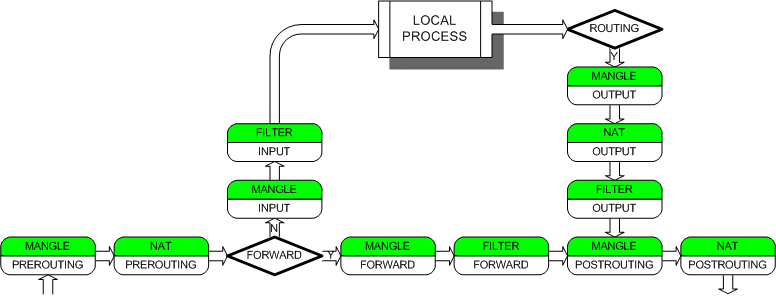 LOCAL
PROCESS
ROUTING
Y
MANGLE
OUTPUT
NAT
OUTPUT
FILTER
OUTPUT
FILTER
INPUT
MANGLE
INPUT
N
MANGLE
PREROUTING
NAT
PREROUTING
FORWARD
Y
MANGLE
FORWARD
FILTER
FORWARD
MANGLE
POSTROUTING
NAT
POSTROUTING